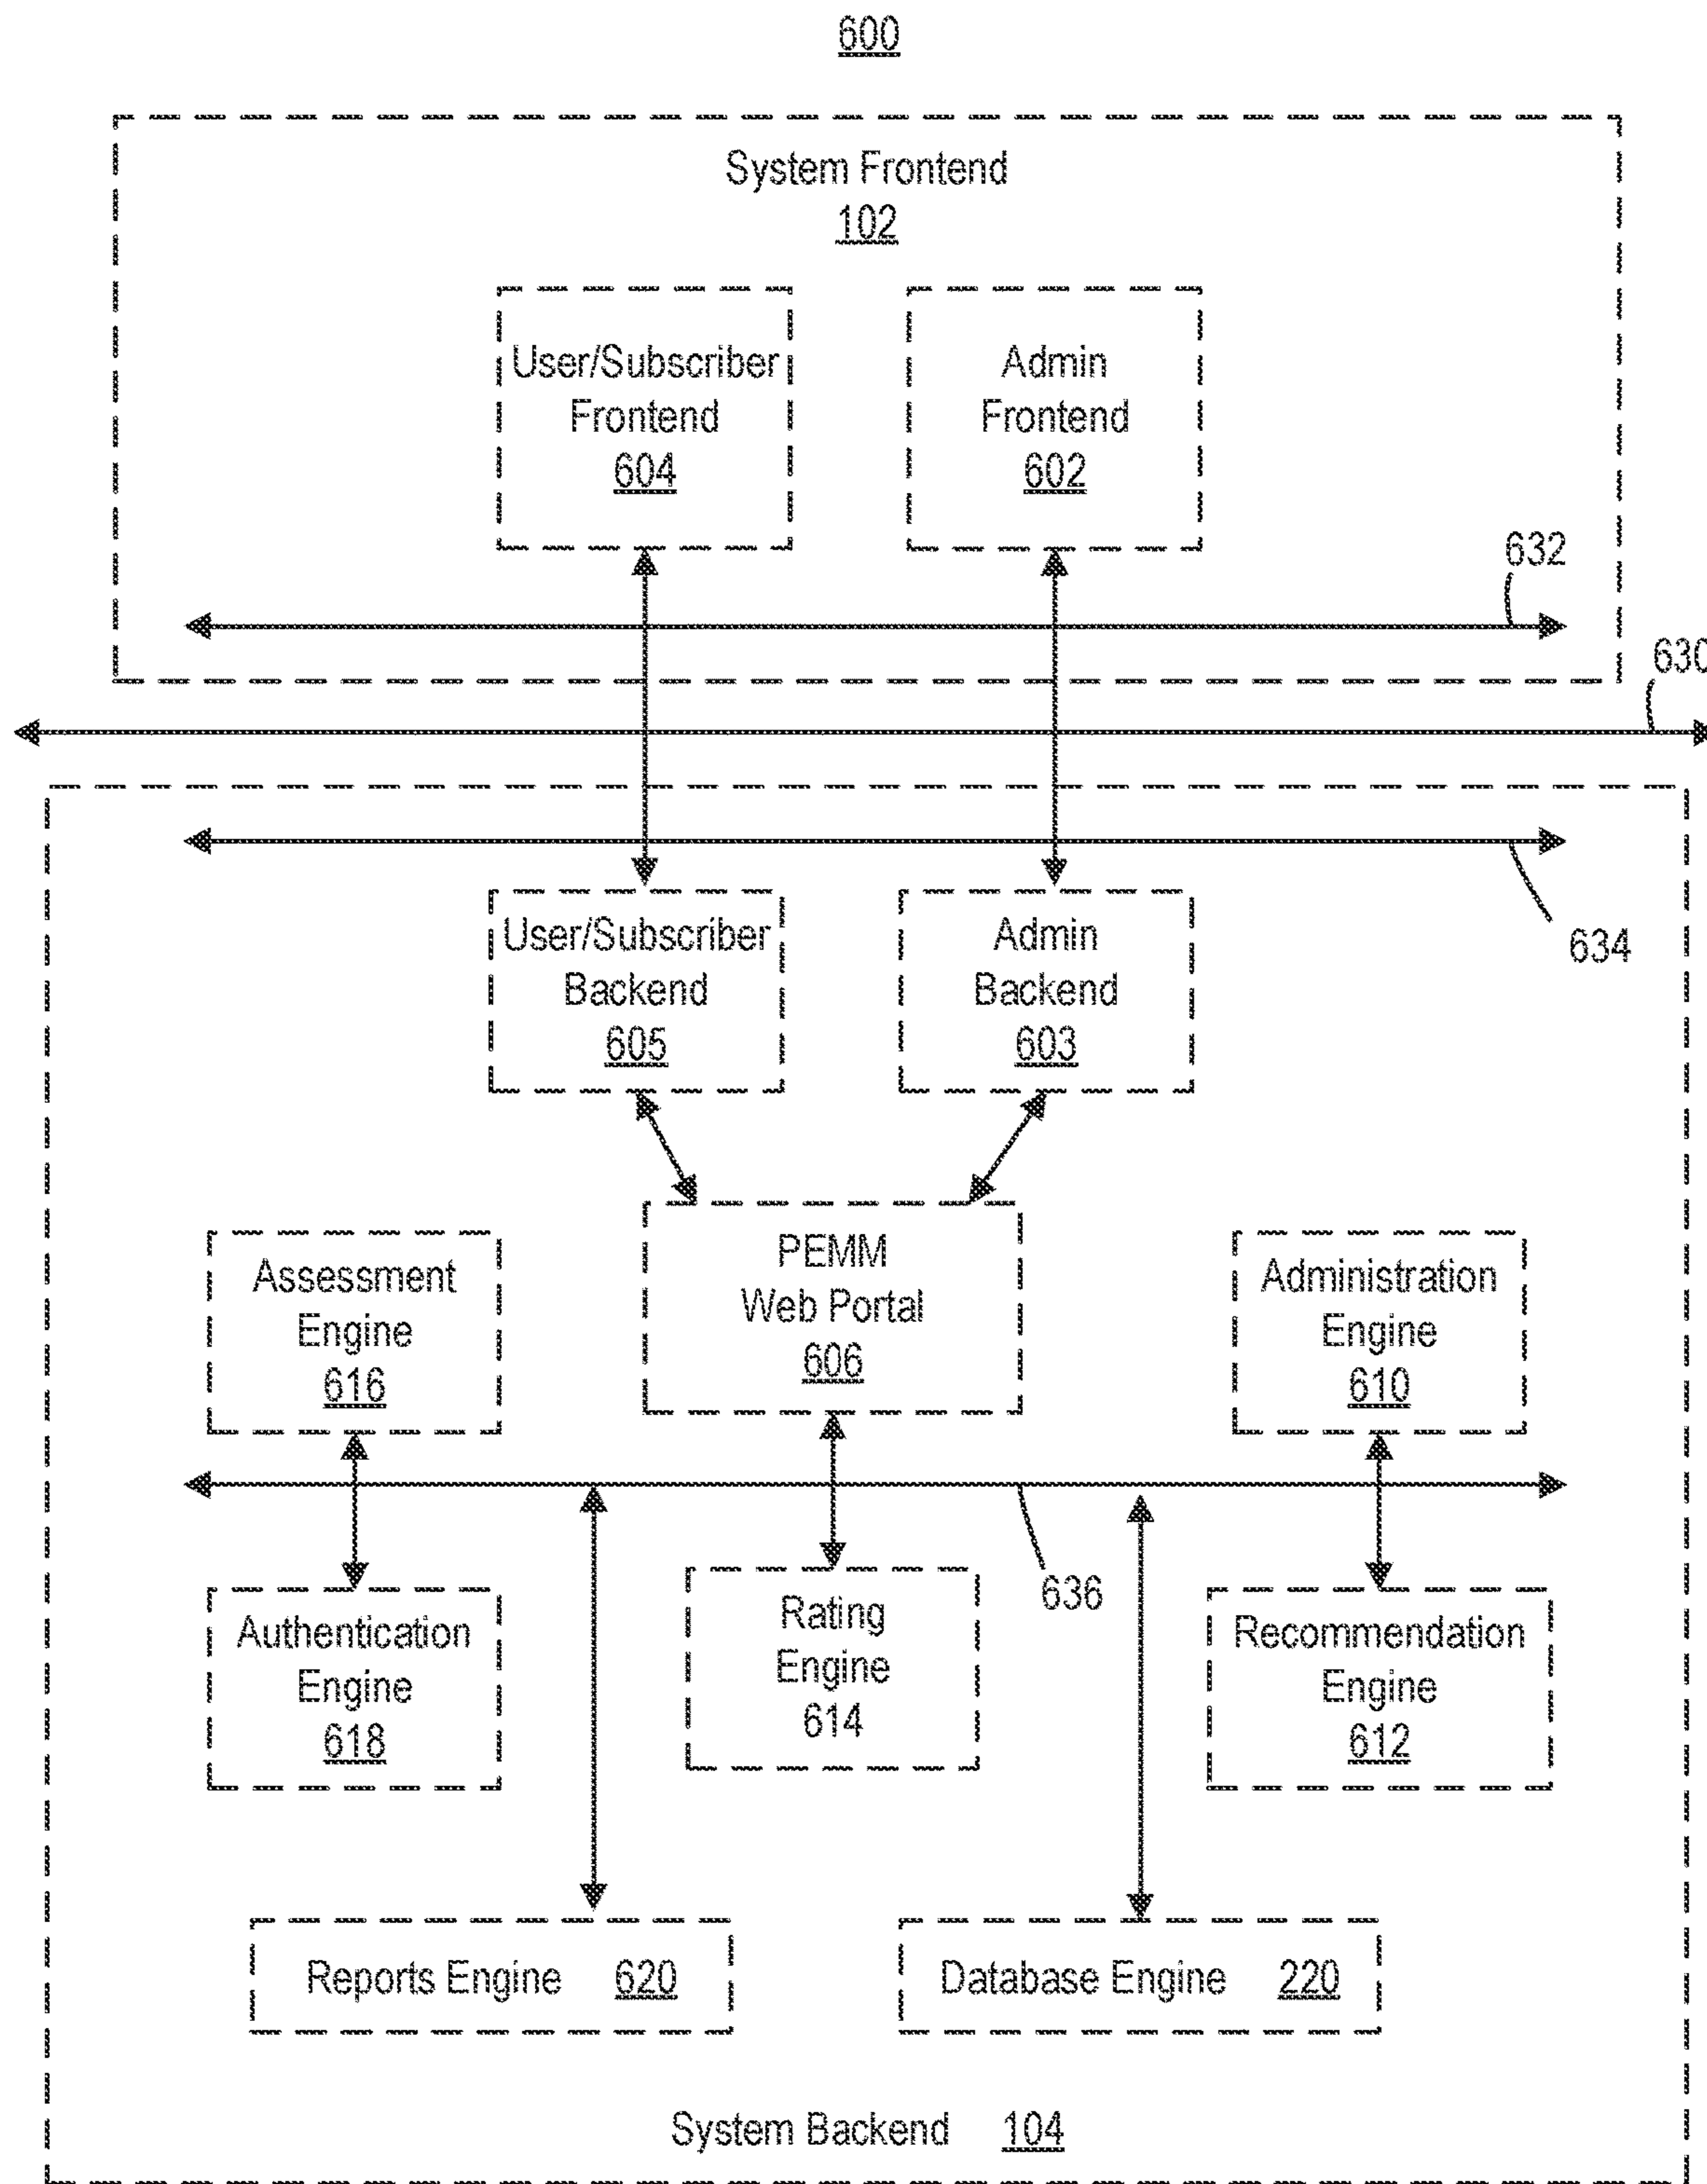 600
System Frontend
102
User/Subscriber
Frontend
604
Admin
Frontend
602
632
630
634
User/Subscriber
Backend
605
Admin
Backend
603
PEMM
Web Portal
606
Assessment
Engine
616
Administration
Engine
610
636
Authentication
Engine
618
Rating
Engine
614
Recommendation
Engine
612
Reports Engine 620
Database Engine 220
System Backend 104